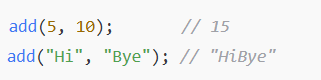 add(5, 10);        // 15
add("Hi", "Bye"); // "HiBye"